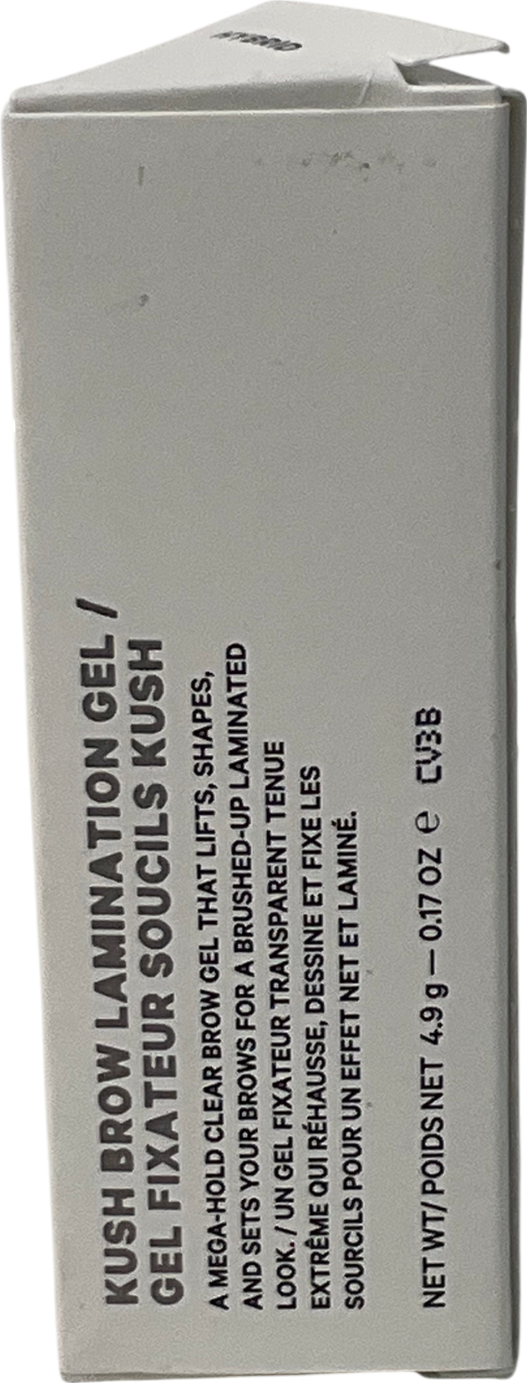 HYBRID
KUSH BROW LAMINATION GEL /
GEL FIXATEUR SOUCILS KUSH
A MEGA-HOLD CLEAR BROW GEL THAT LIFTS, SHAPES,
AND SETS YOUR BROWS FOR A BRUSHED-UP LAMINATED
LOOK. / UN GEL FIXATEUR TRANSPARENT TENUE
EXTRÊME QUI RÉHAUSSE, DESSINE ET FIXE LES
SOURCILS POUR UN EFFET NET ET LAMINÉ.
NET WT/ POIDS NET 4.9 g — 0.17 OZ ℮ CV3B